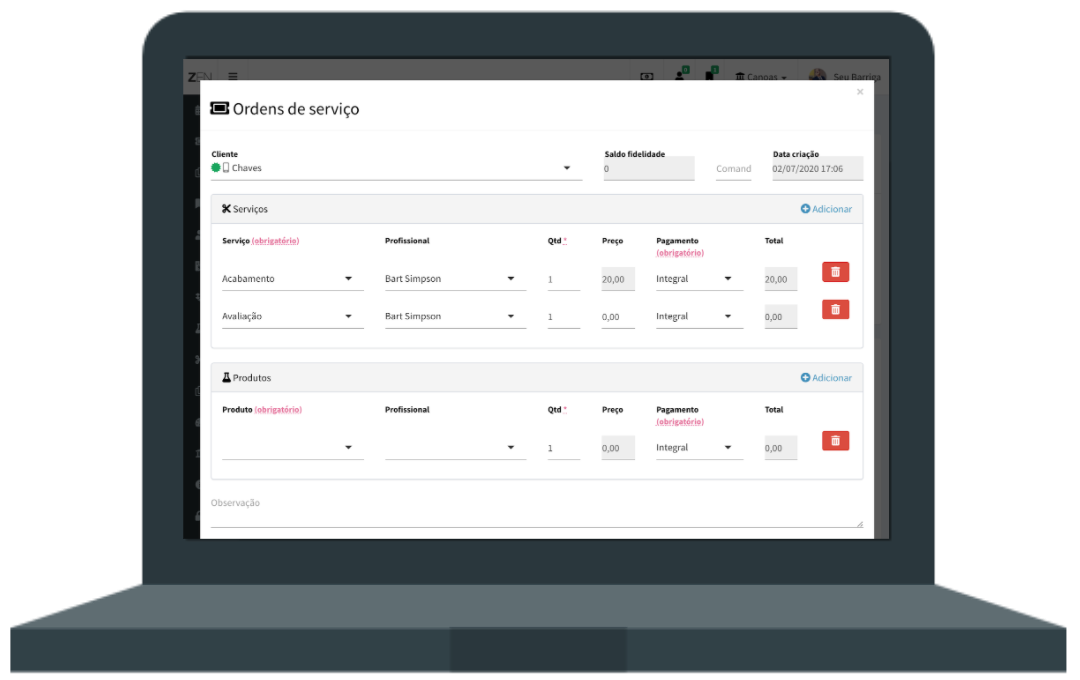 ZEN Canoas Seu Barriga
×
Ordens de serviço
Cliente Saldo fidelidade Data criação
Chaves 0 Comand 02/07/2020 17:06
Serviços Adicionar
Serviço (obrigatório) Profissional Qtd * Preço Pagamento (obrigatório) Total
Acabamento Bart Simpson 1 20,00 Integral 20,00
Avaliação Bart Simpson 1 0,00 Integral 0,00
Produtos Adicionar
Produto (obrigatório) Profissional Qtd * Preço Pagamento (obrigatório) Total
1 0,00 Integral 0,00
Observação